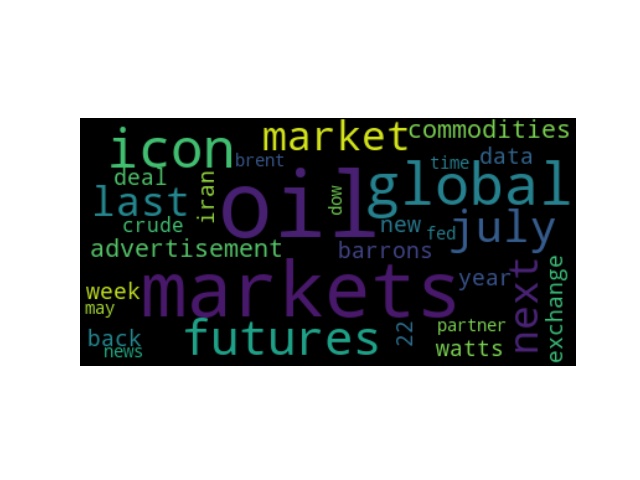 market
commodities
icon
brent
time
data
deal
iran
oil
dow
global
last
crude
new
fed
july
advertisement
barrons
markets
year
next
exchange
week
may
futures
22
partner
back
news
watts